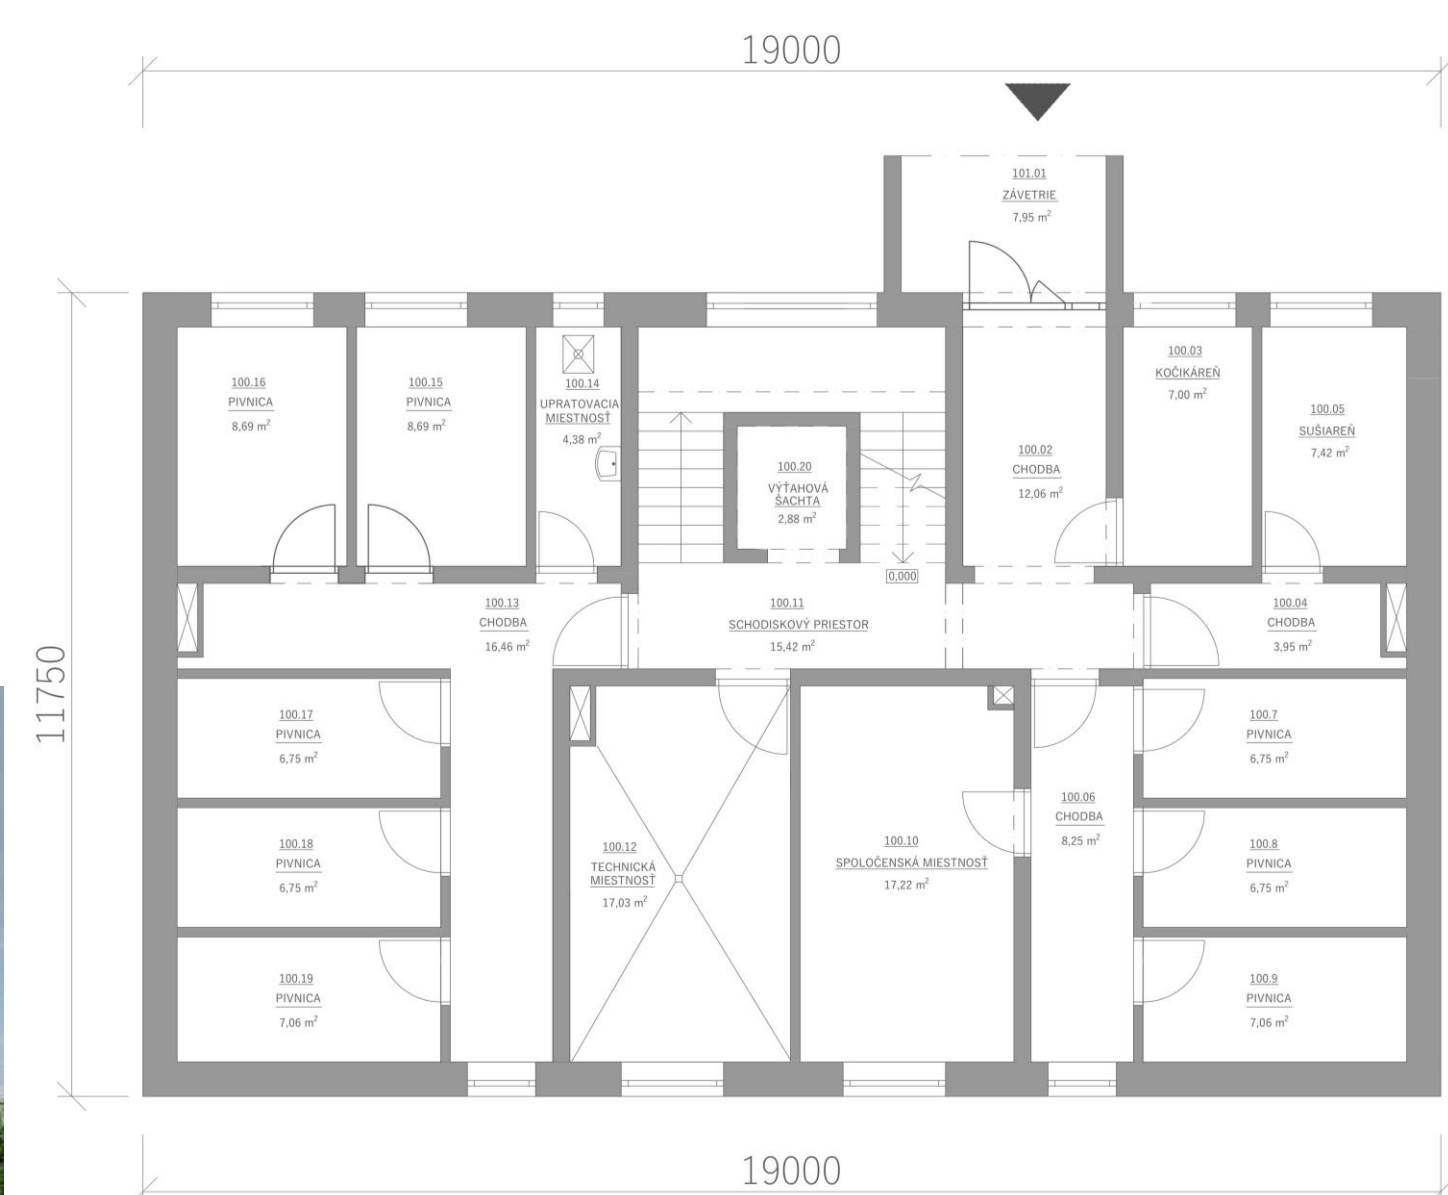 19000
101.01
ZÁVETRIE
7,95 m²
100.16
PIVNICA
8,69 m²
100.15
PIVNICA
8,69 m²
100.14
UPRATOVACIA
MIESTNOSŤ
4,38 m²
100.20
VÝŤAHOVÁ
ŠACHTA
2,88 m²
100.02
CHODBA
12,06 m²
100.03
KOČIKÁREŇ
7,00 m²
100.05
SUŠIAREŇ
7,42 m²
0,000
100.13
CHODBA
16,46 m²
100.11
SCHODISKOVÝ PRIESTOR
15,42 m²
100.04
CHODBA
3,95 m²
11750
100.17
PIVNICA
6,75 m²
100.7
PIVNICA
6,75 m²
100.18
PIVNICA
6,75 m²
100.12
TECHNICKÁ
MIESTNOSŤ
17,03 m²
100.10
SPOLOČENSKÁ MIESTNOSŤ
17,22 m²
100.06
CHODBA
8,25 m²
100.8
PIVNICA
6,75 m²
100.19
PIVNICA
7,06 m²
100.9
PIVNICA
7,06 m²
19000